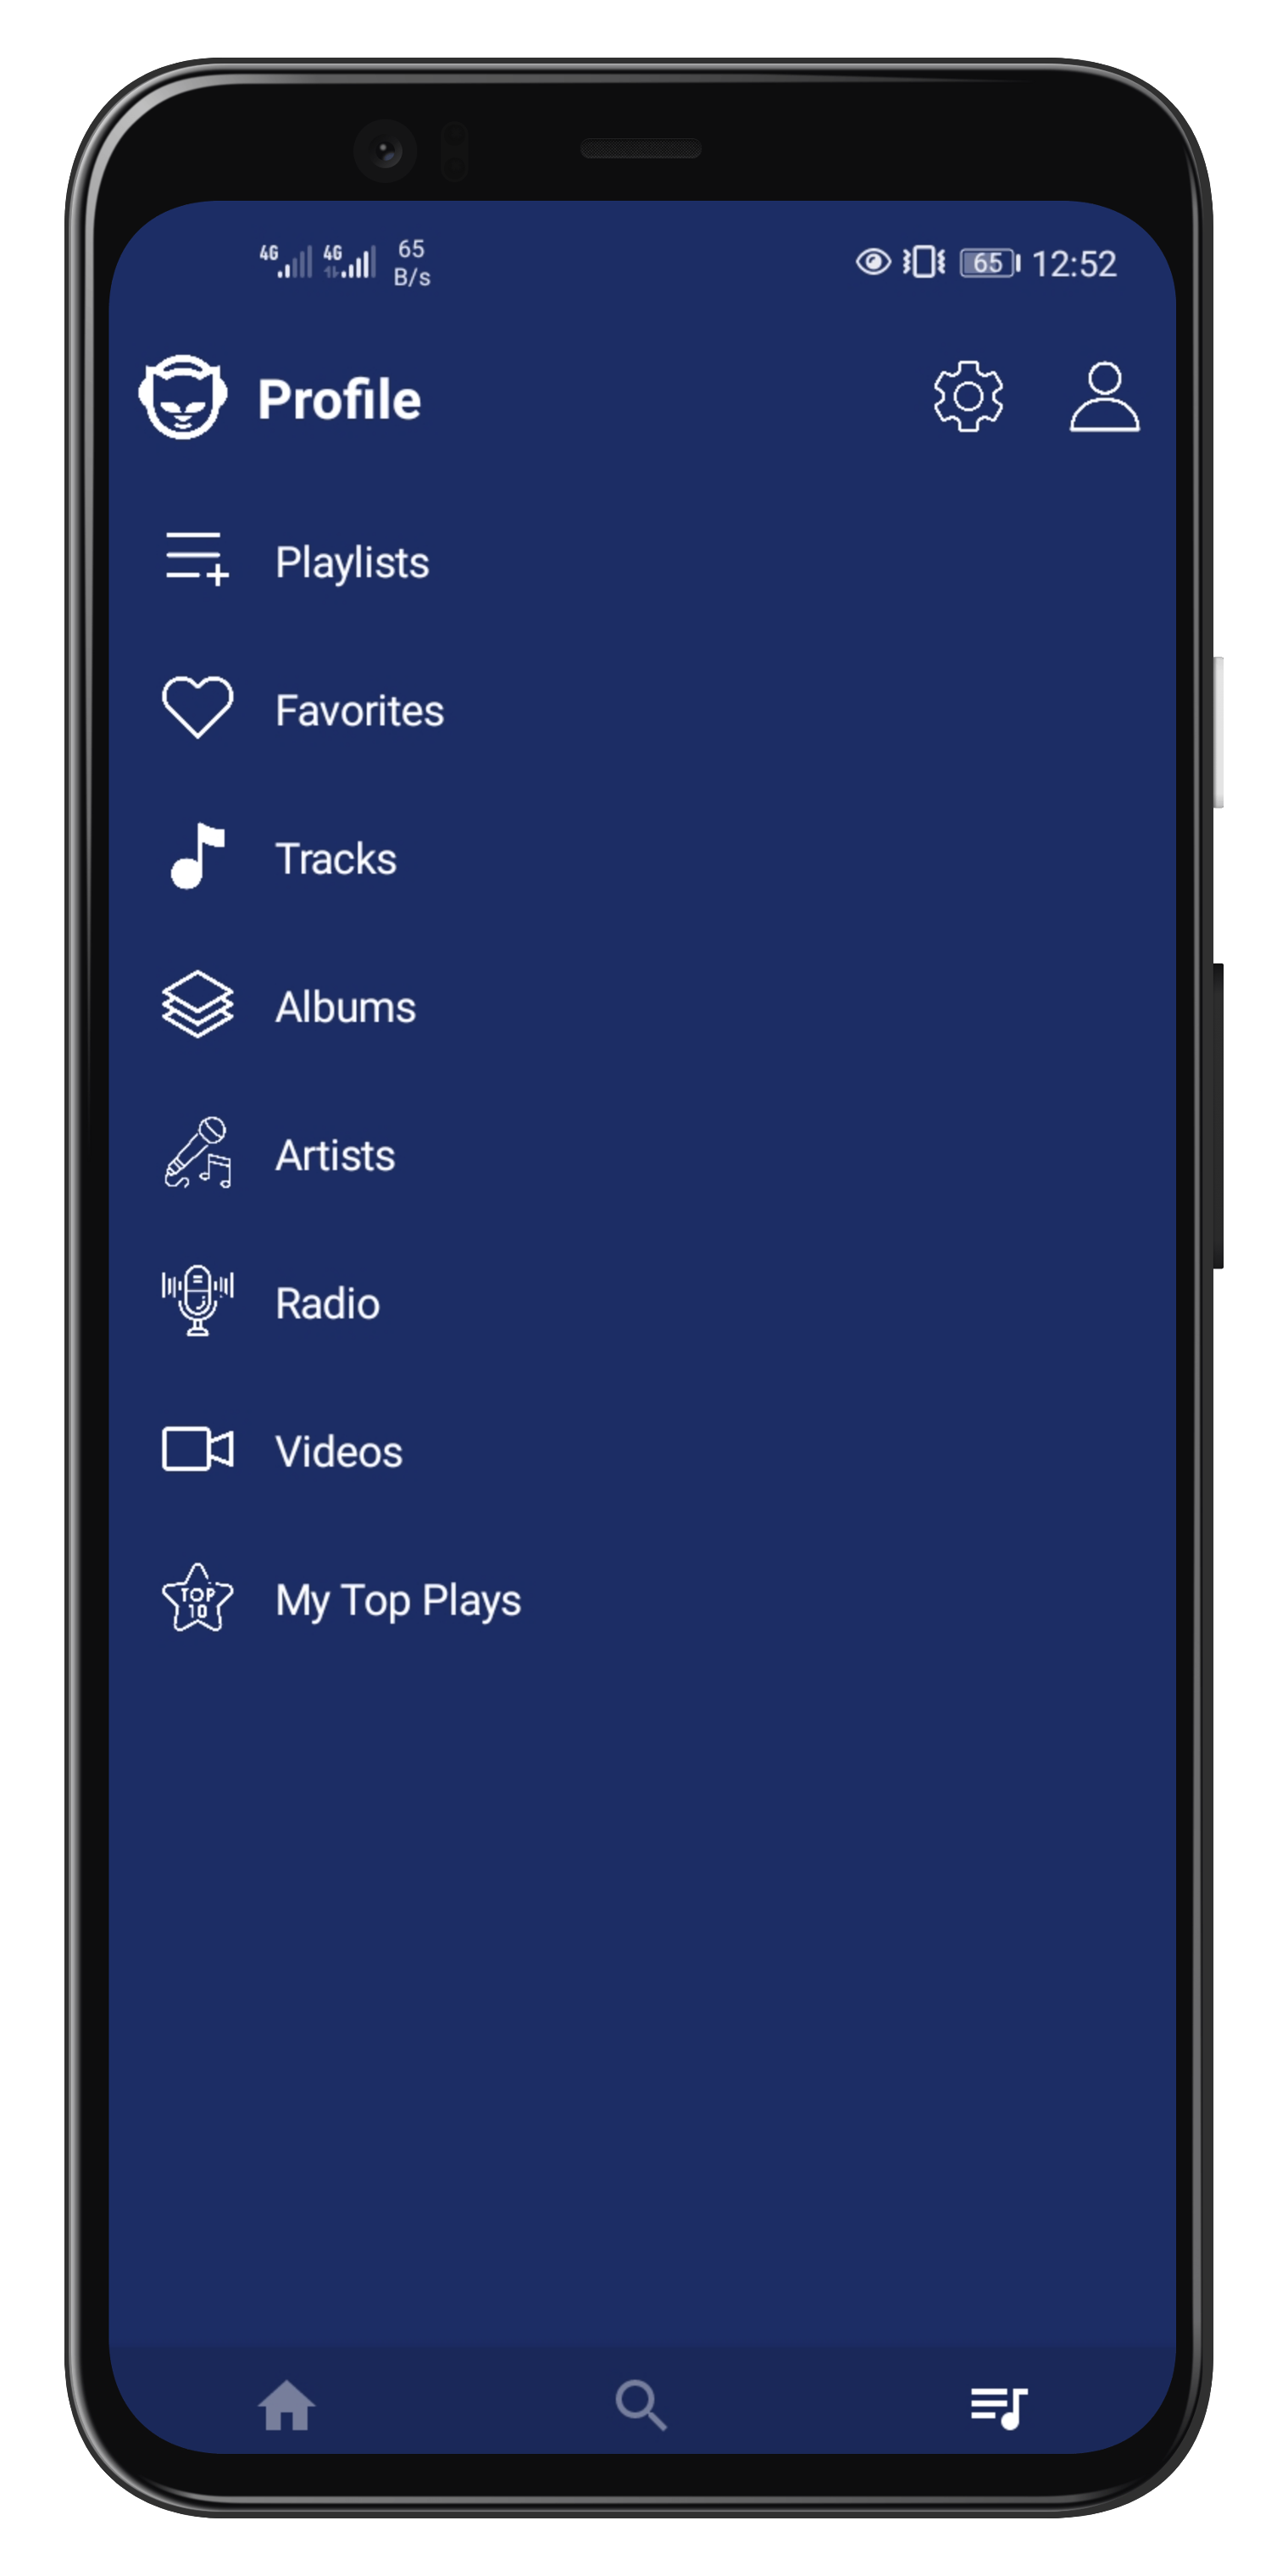 4G 4G 65
B/s
65 12:52
Profile
Playlists
Favorites
Tracks
Albums
Artists
Radio
Videos
TOP
10
My Top Plays